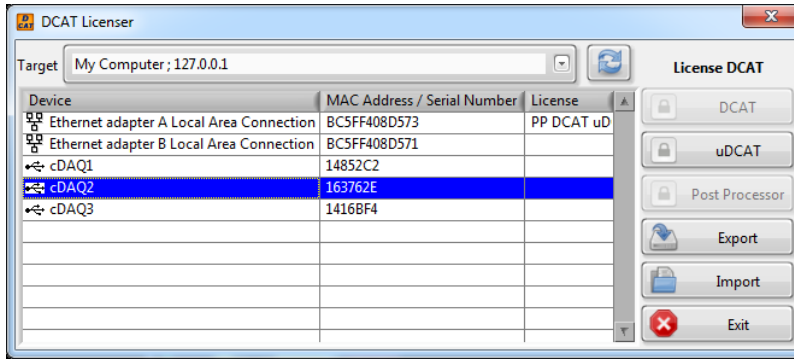 D
CAT DCAT Licenser
Target My Computer ; 127.0.0.1 License DCAT
Device MAC Address / Serial Number License
Ethernet adapter A Local Area Connection BC5FF408D573 PP DCAT uD
Ethernet adapter B Local Area Connection BC5FF408D571
cDAQ1 14852C2
cDAQ2 163762E
cDAQ3 1416BF4
DCAT
uDCAT
Post Processor
Export
Import
Exit